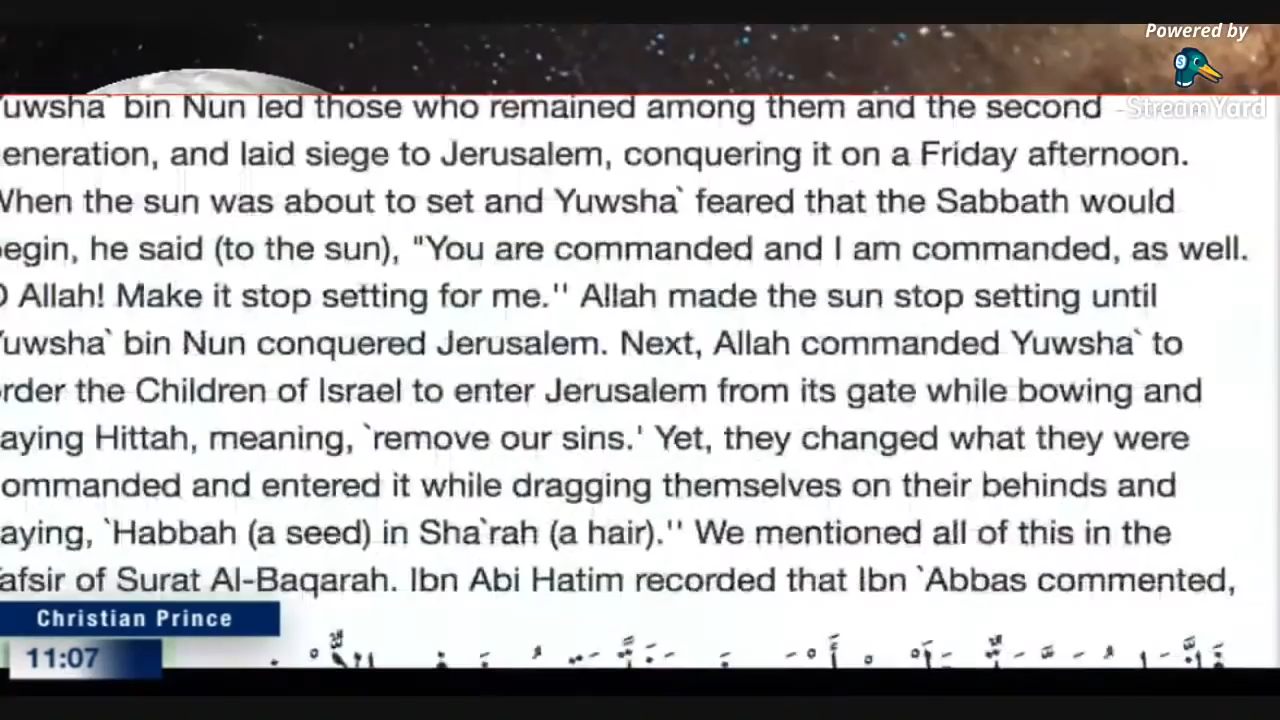 Powered by
StreamYard
uwsha` bin Nun led those who remained among them and the second
eneration, and laid siege to Jerusalem, conquering it on a Friday afternoon.
When the sun was about to set and Yuwsha` feared that the Sabbath would
egin, he said (to the sun), "You are commanded and I am commanded, as well.
O Allah! Make it stop setting for me.'' Allah made the sun stop setting until
uwsha` bin Nun conquered Jerusalem. Next, Allah commanded Yuwsha` to
rder the Children of Israel to enter Jerusalem from its gate while bowing and
aying Hittah, meaning, `remove our sins.' Yet, they changed what they were
ommanded and entered it while dragging themselves on their behinds and
aying, `Habbah (a seed) in Sha`rah (a hair).'' We mentioned all of this in the
afsir of Surat Al-Baqarah. Ibn Abi Hatim recorded that Ibn `Abbas commented,
Christian Prince
11:07